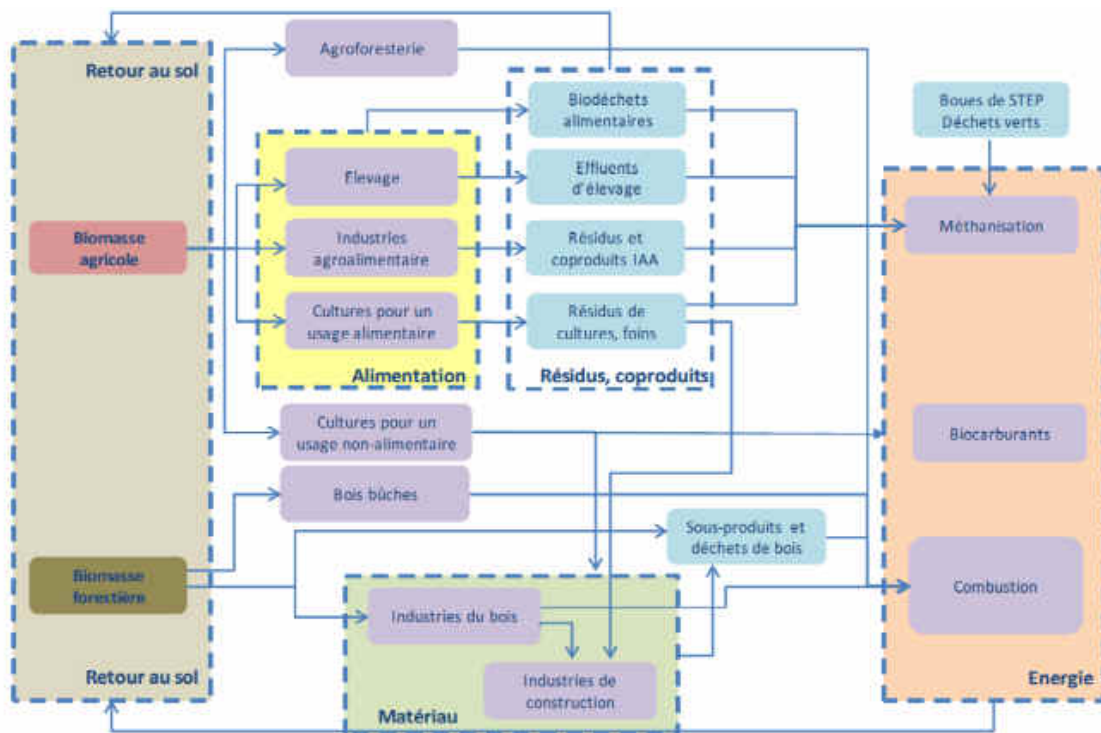 Retour au sol
Agroforesterie
Biodéchets
alimentaires
Boues de STEP
Déchets verts
Elevage
Effluents
d'élevage
Biomasse
agricole
Industries
agroalimentaire
Résidus et
coproduits IAA
Méthanisation
Cultures pour un
usage alimentaire
Résidus de
cultures, foins
Alimentation
Résidus, coproduits
Cultures pour un
usage non-alimentaire
Biocarburants
Bois bûches
Sous-produits et
déchets de bois
Biomasse
forestière
Combustion
Industries du bois
Retour au sol
Industries de
construction
Matériau
Energie